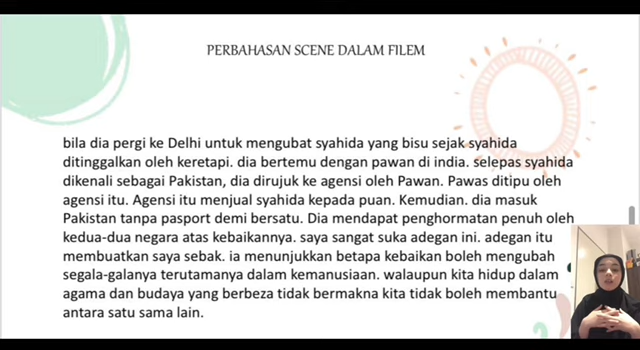 PERBAHASAN SCENE DALAM FILEM
bila dia pergi ke Delhi untuk mengubat syahida yang bisu sejak syahida
ditinggalkan oleh keretapi. dia bertemu dengan pawan di india. selepas syahida
dikenali sebagai Pakistan, dia dirujuk ke agensi oleh Pawan. Pawas ditipu oleh
agensi itu. Agensi itu menjual syahida kepada puan. Kemudian. dia masuk
Pakistan tanpa pasport demi bersatu. Dia mendapat penghormatan penuh oleh
kedua-dua negara atas kebaikannya. saya sangat suka adegan ini. adegan itu
membuatkan saya sebak. ia menunjukkan betapa kebaikan boleh mengubah
segala-galanya terutamanya dalam kemanusiaan. walaupun kita hidup dalam
agama dan budaya yang berbeza tidak bermakna kita tidak boleh membantu
antara satu sama lain.